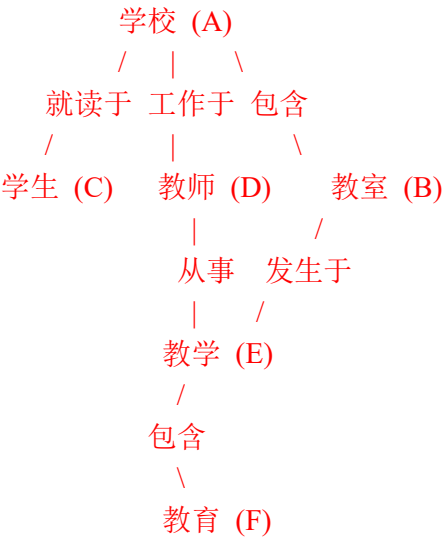 学校 (A)
/ | \
就读于 工作于 包含
/ | \
学生 (C) 教师 (D) 教室 (B)
| /
从事 发生于
| /
教学 (E)
/
包含
\
教育 (F)